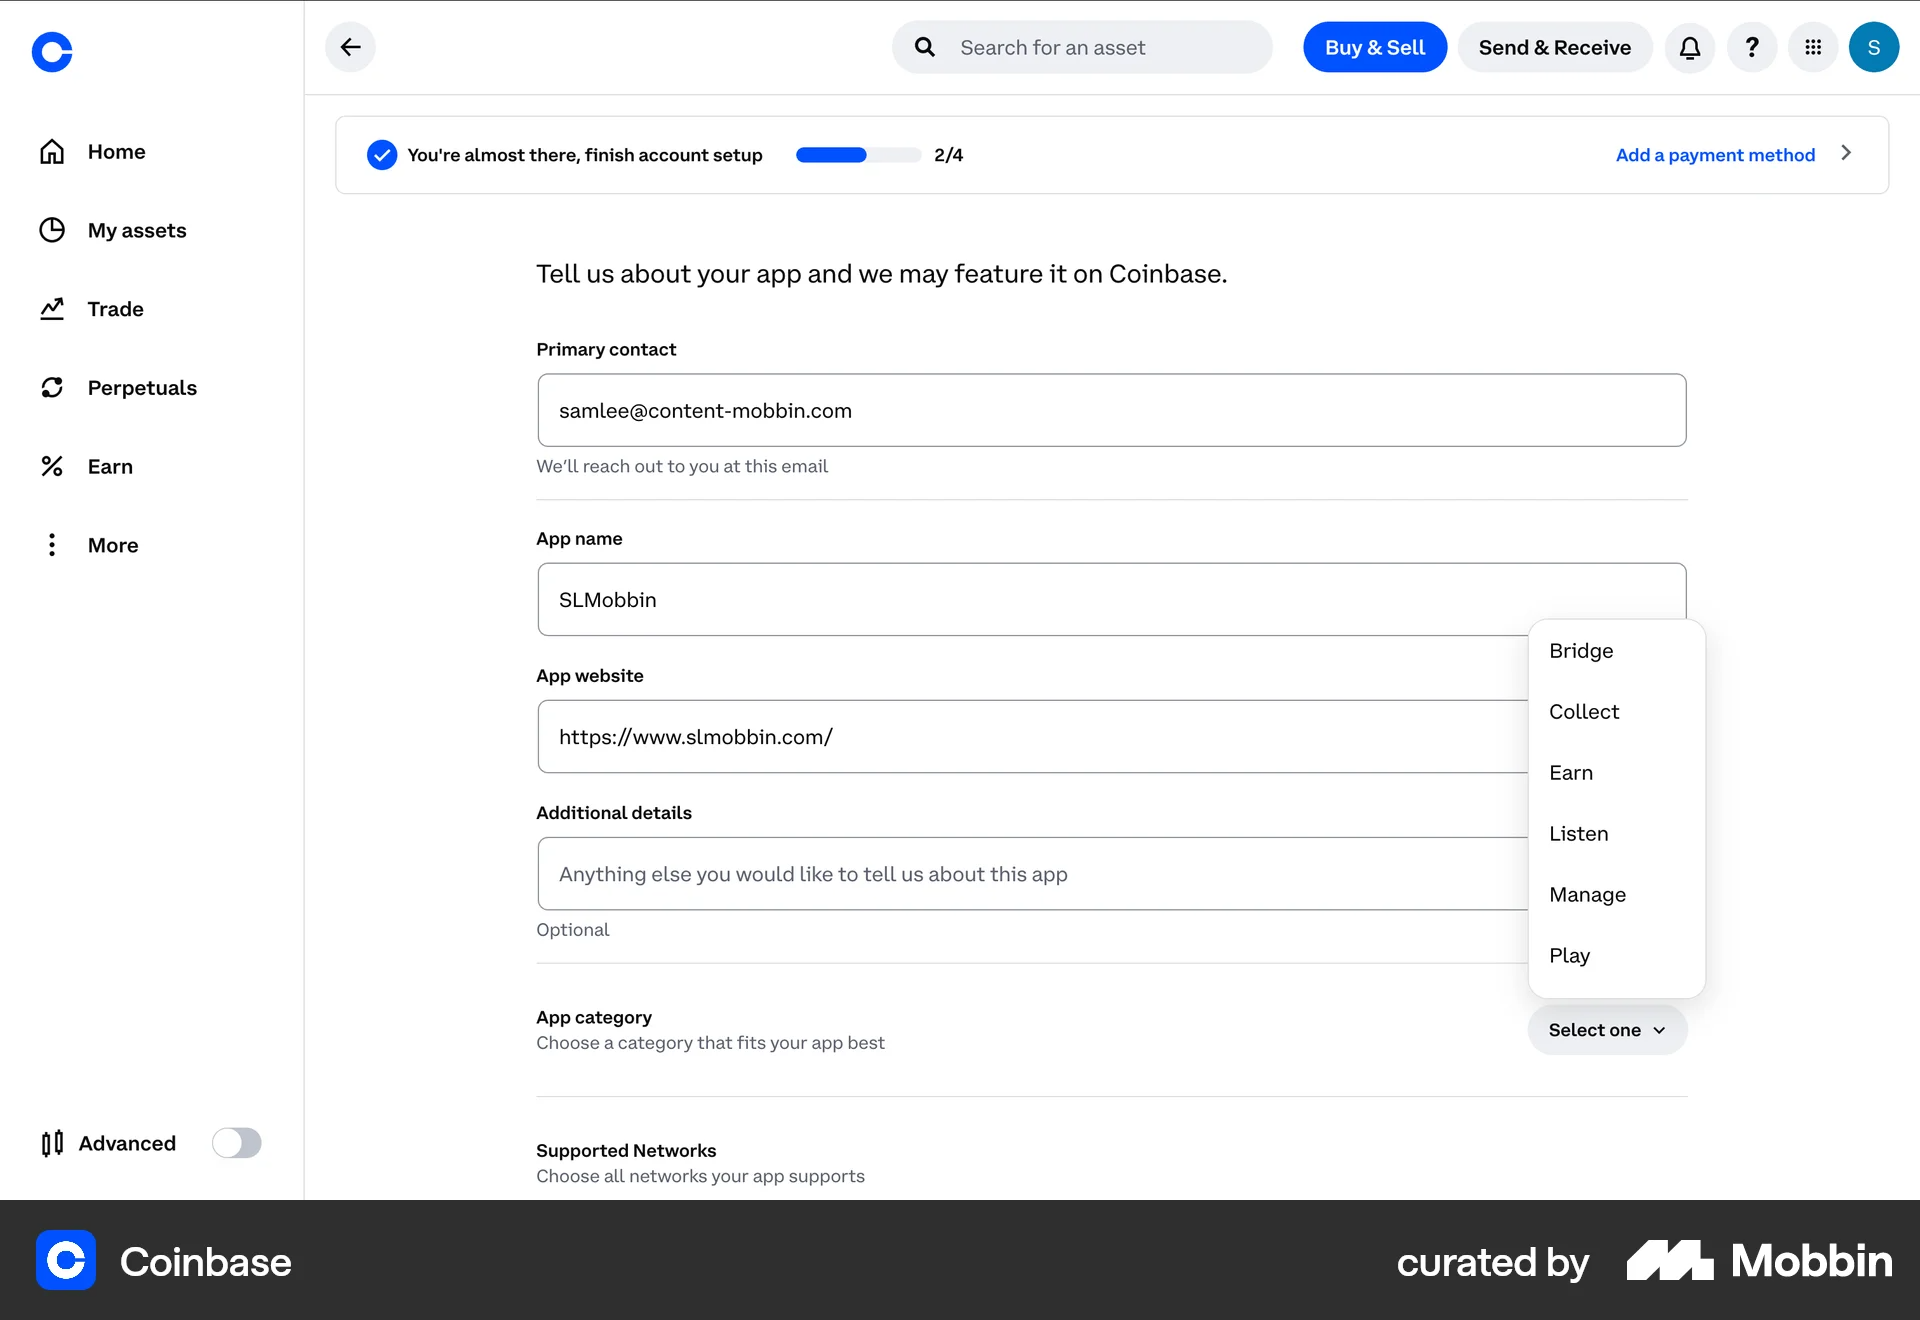 Search for an asset
Buy & Sell
Send & Receive
?
S
Home
My assets
Trade
Perpetuals
Earn
More
Advanced
You're almost there, finish account setup
2/4
Add a payment method
Tell us about your app and we may feature it on Coinbase.
Primary contact
samlee@content-mobbin.com
We'll reach out to you at this email
App name
SLMobbin
App website
https://www.slmobbin.com/
Additional details
Anything else you would like to tell us about this app
Optional
Bridge
Collect
Earn
Listen
Manage
Play
App category
Choose a category that fits your app best
Select one
Supported Networks
Choose all networks your app supports
Coinbase
curated by
Mobbin